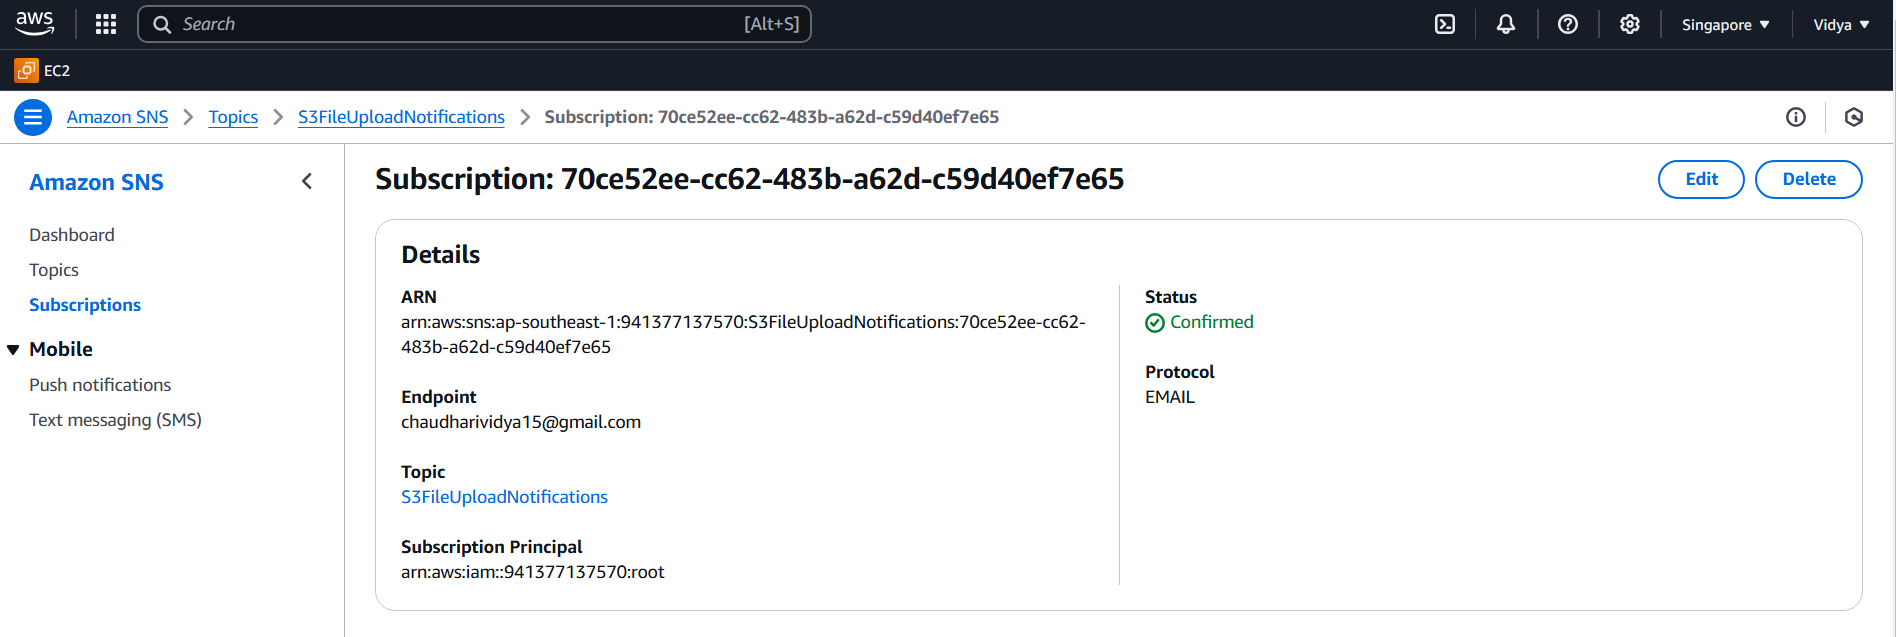 aws
Search [Alt+S]
Singapore
Vidya
EC2
Amazon SNS
Topics
S3FileUploadNotifications
Subscription: 70ce52ee-cc62-483b-a62d-c59d40ef7e65
Amazon SNS
Dashboard
Topics
Subscriptions
Mobile
Push notifications
Text messaging (SMS)
Subscription: 70ce52ee-cc62-483b-a62d-c59d40ef7e65
Edit
Delete
Details
ARN
arn:aws:sns:ap-southeast-1:941377137570:S3FileUploadNotifications:70ce52ee-cc62-
483b-a62d-c59d40ef7e65
Endpoint
chaudharividya15@gmail.com
Topic
S3FileUploadNotifications
Subscription Principal
arn:aws:iam::941377137570:root
Status
Confirmed
Protocol
EMAIL